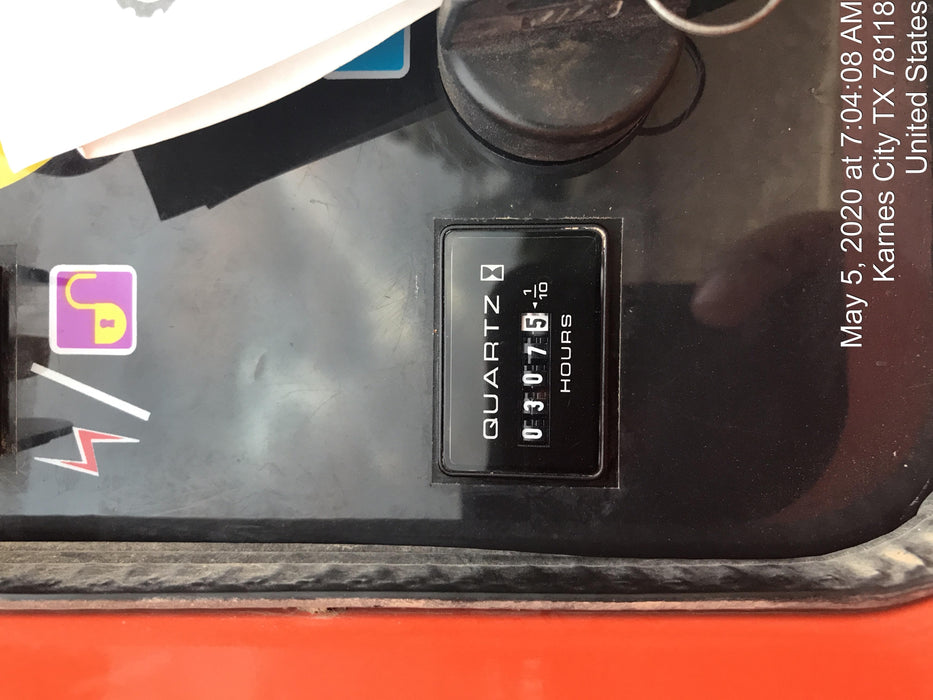 May 5, 2020 at 7:04:08 AM
Karnes City TX 78118
United States
QUARTZ
03075 1/10
HOURS